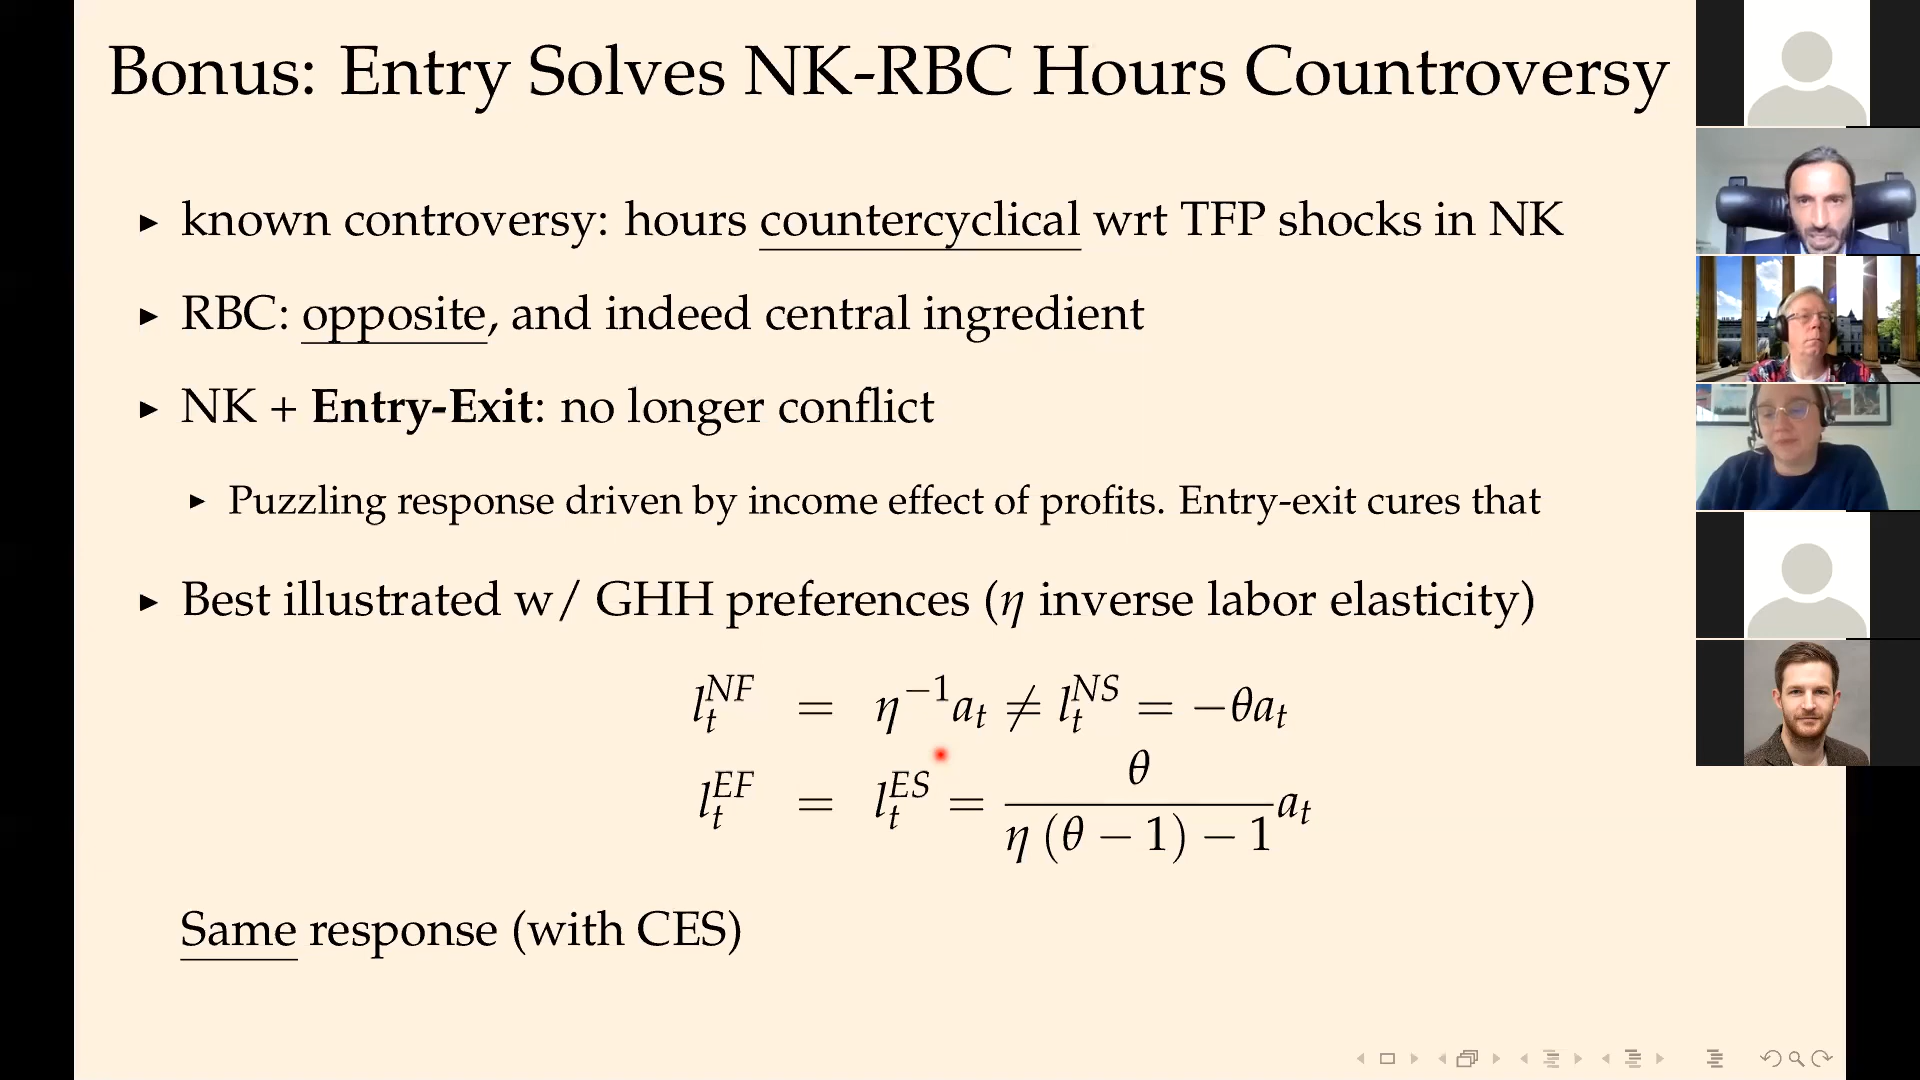 Bonus: Entry Solves NK-RBC Hours Countroversy
▸ known controversy: hours countercyclical wrt TFP shocks in NK
▸ RBC: opposite, and indeed central ingredient
▸ NK + Entry-Exit: no longer conflict
▸ Puzzling response driven by income effect of profits. Entry-exit cures that
▸ Best illustrated w/ GHH preferences (η inverse labor elasticity)
l_t^{NF} = η^{-1} a_t ≠ l_t^{NS} = −θa_t
l_t^{EF} = l_t^{ES} = \frac{θ}{η (θ − 1) − 1} a_t
Same response (with CES)